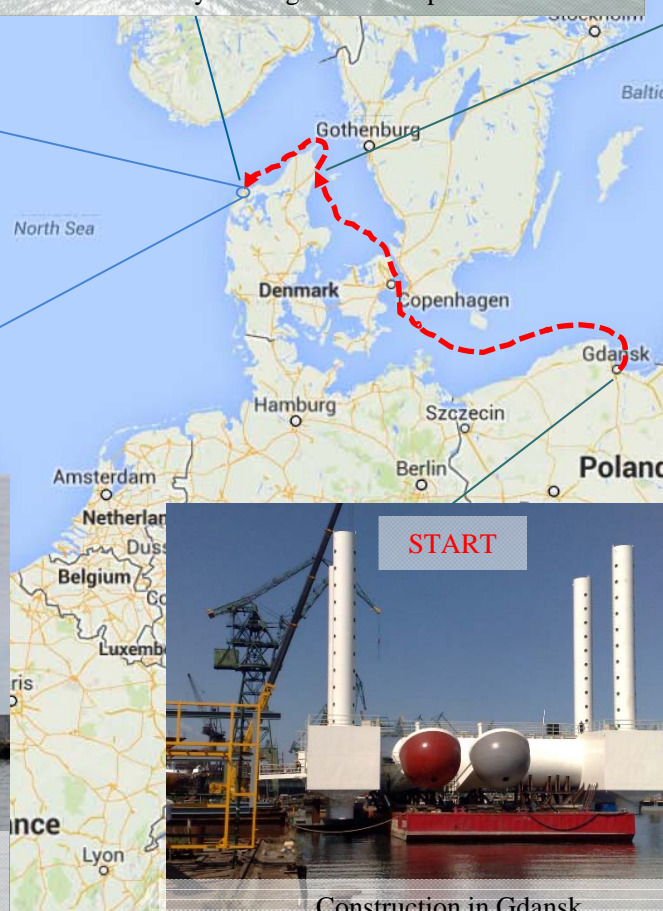 Stockholm
Baltic
Gothenburg
North Sea
Denmark
Copenhagen
Gdansk
Hamburg
Szczecin
Berlin
Poland
Amsterdam
Netherlan
Duss
START
Belgium
Luxemb
ris
ance
Lyon
Construction in Gdansk